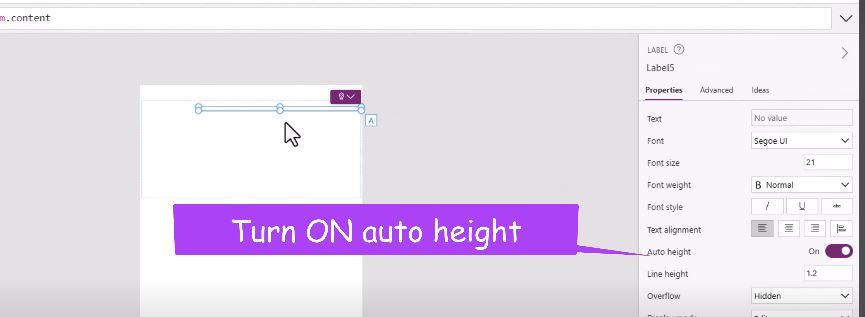 m.content
LABEL ?
Label5
Properties Advanced Ideas
A
Text No value
Font Segoe UI
Font size 21
Font weight B Normal
Font style / U abc
Text alignment
Turn ON auto height
Auto height On
Line height 1.2
Overflow Hidden